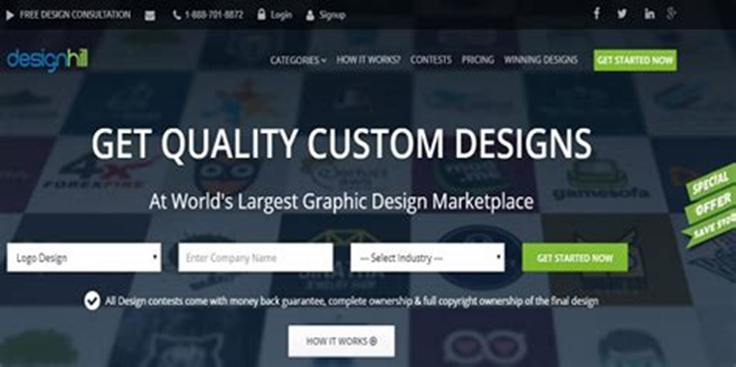 FREE DESIGN CONSULTATION 1-888-701-8872 Login Signup
designhill
CATEGORIES HOW IT WORKS? CONTESTS PRICING WINNING DESIGNS GET STARTED NOW
GET QUALITY CUSTOM DESIGNS
4X
FOREXFIRE
gamesofa
At World's Largest Graphic Design Marketplace
SPECIAL
OFFER
Logo Design Enter Company Name --- Select Industry --- GET STARTED NOW
All Design contests come with money back guarantee, complete ownership & full copyright ownership of the final design
HOW IT WORKS